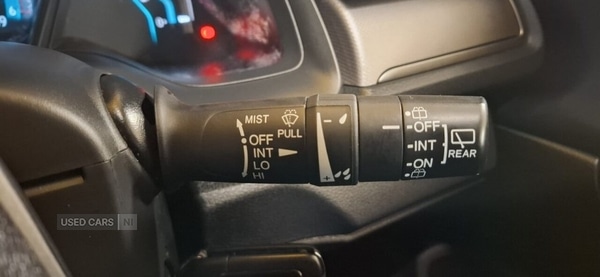 MIST
PULL
OFF
INT
LO
HI
- 
+
OFF
INT
ON
REAR
USED CARS NI